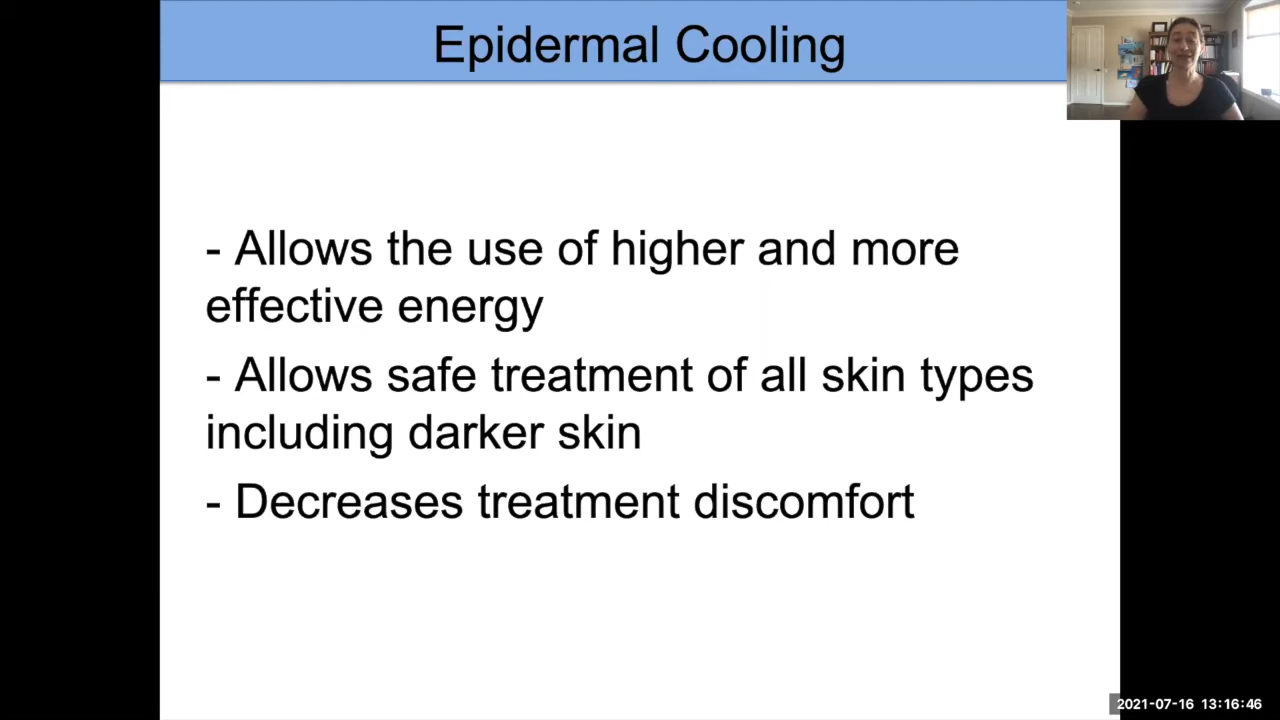 Epidermal Cooling
- Allows the use of higher and more
effective energy
- Allows safe treatment of all skin types
including darker skin
- Decreases treatment discomfort
2021-07-16 13:16:46